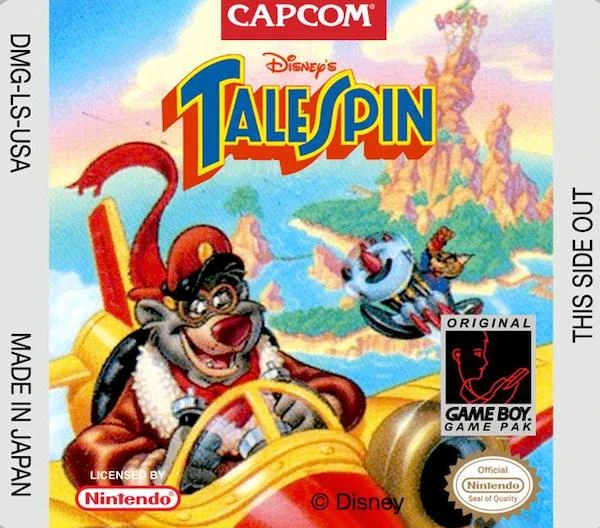 CAPCOM®
DISNEY'S
TALESPIN
DMG-LS-USA
MADE IN JAPAN
THIS SIDE OUT
ORIGINAL
GAME BOY™
GAME PAK
LICENSED BY
Nintendo®
© Disney
Official
Nintendo
Seal of Quality